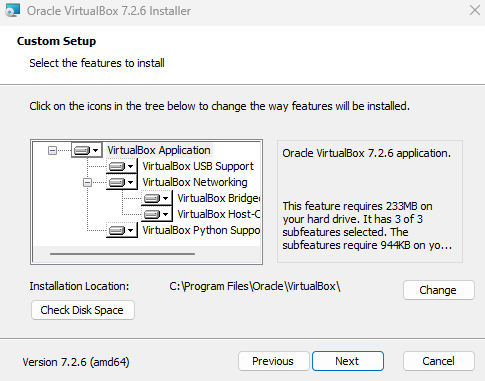 Oracle VirtualBox 7.2.6 Installer
Custom Setup
Select the features to install
Click on the icons in the tree below to change the way features will be installed.
VirtualBox Application
VirtualBox USB Support
VirtualBox Networking
VirtualBox Bridge
VirtualBox Host-C
VirtualBox Python Suppo
Oracle VirtualBox 7.2.6 application.
This feature requires 233MB on
your hard drive. It has 3 of 3
subfeatures selected. The
subfeatures require 944KB on yo...
Installation Location:
C:\Program Files\Oracle\VirtualBox\
Change
Check Disk Space
Version 7.2.6 (amd64)
Previous
Next
Cancel